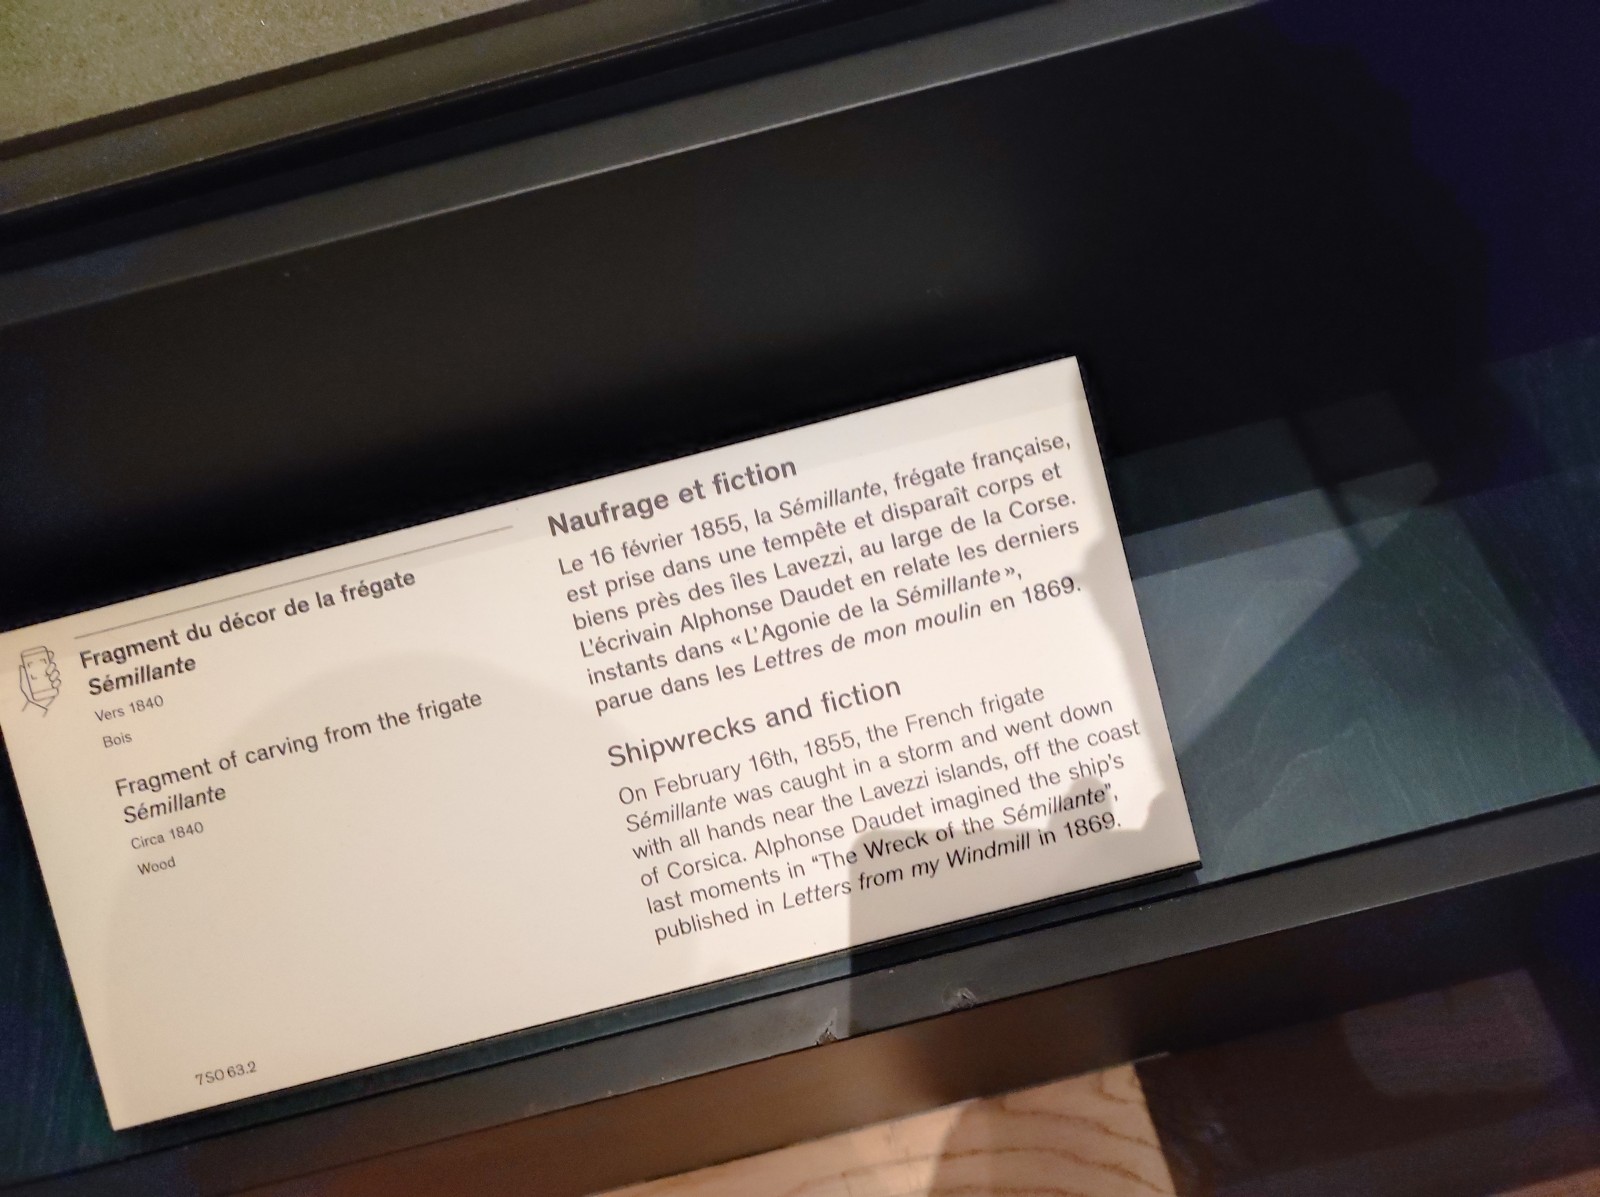 Fragment du décor de la frégate
Sémillante
Vers 1840
Bois
Fragment of carving from the frigate
Sémillante
Circa 1840
Wood
7SO63.2
Naufrage et fiction
Le 16 février 1855, la Sémillante, frégate française,
est prise dans une tempête et disparaît corps et
biens près des îles Lavezzi, au large de la Corse.
L'écrivain Alphonse Daudet en relate les derniers
instants dans «L'Agonie de la Sémillante»,
parue dans les Lettres de mon moulin en 1869.
Shipwrecks and fiction
On February 16th, 1855, the French frigate
Sémillante was caught in a storm and went down
with all hands near the Lavezzi islands, off the coast
of Corsica. Alphonse Daudet imagined the ship's
last moments in "The Wreck of the Sémillante",
published in Letters from my Windmill in 1869.